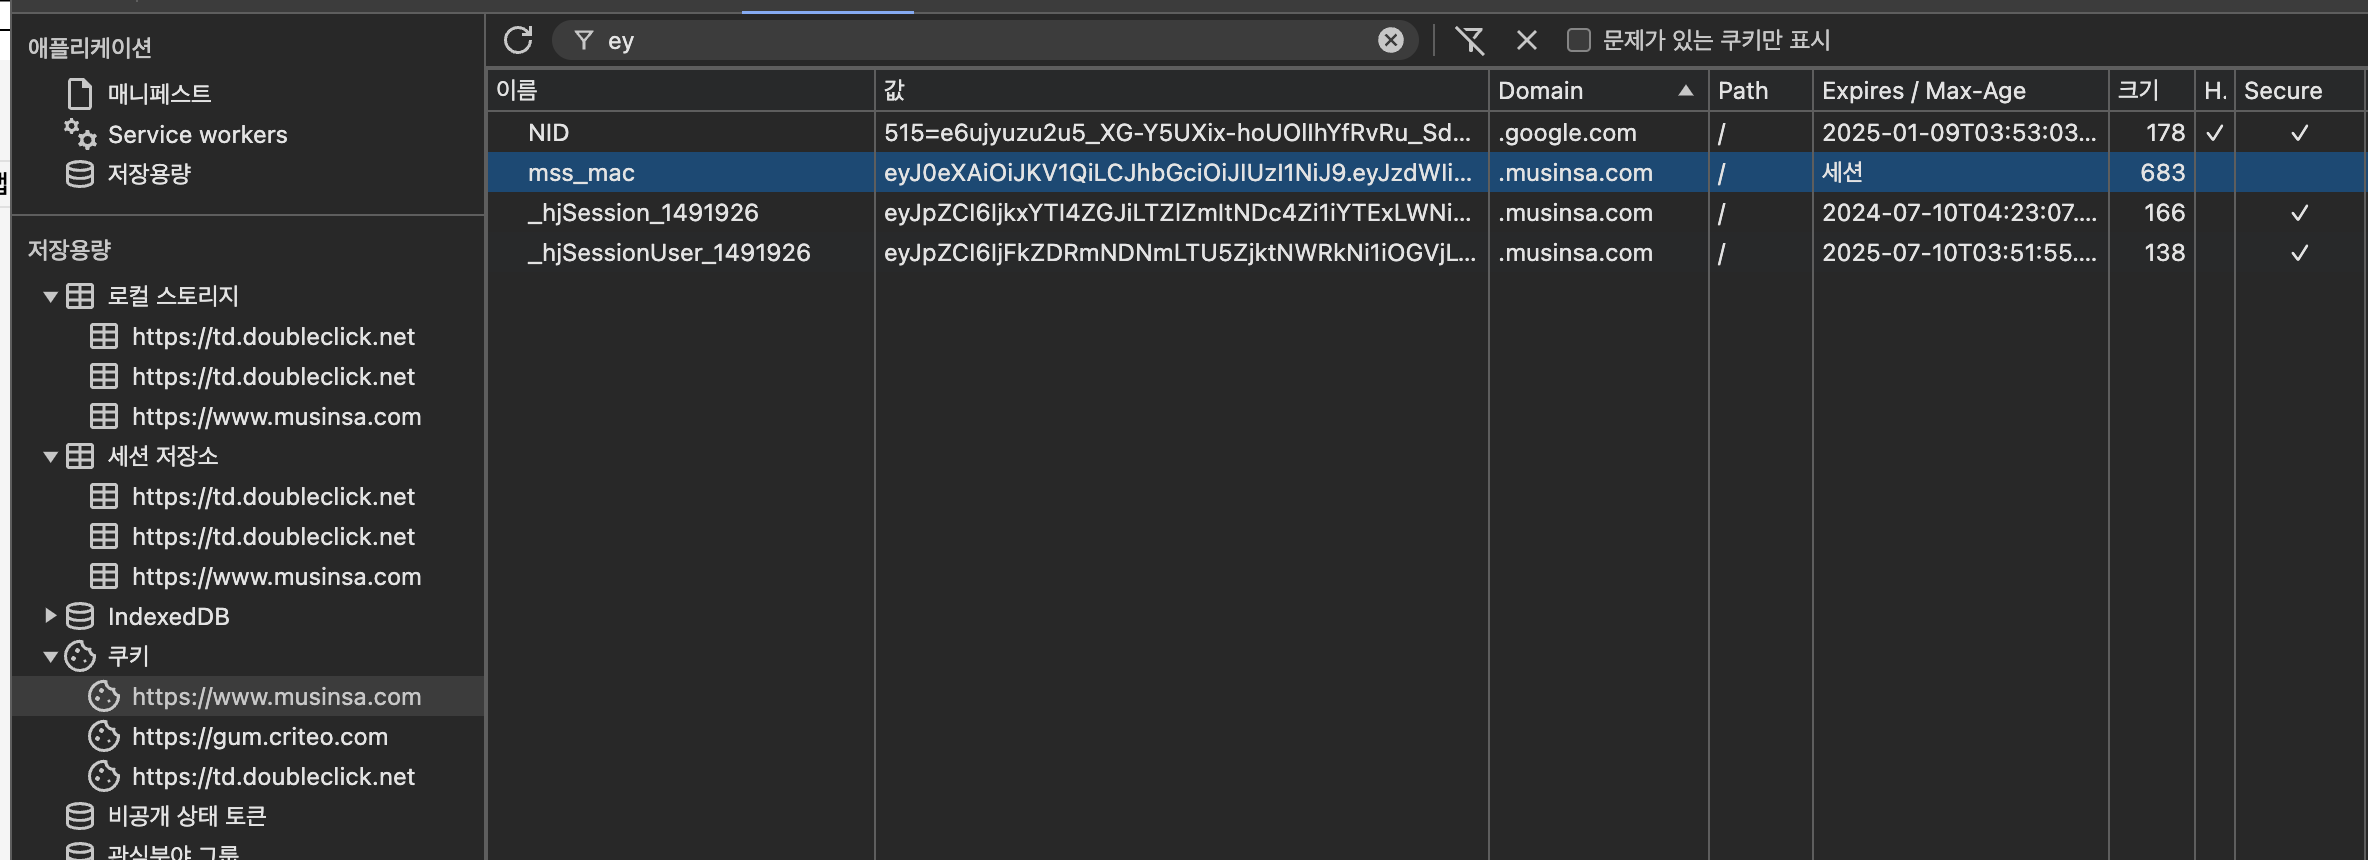 애플리케이션
매니페스트
Service workers
저장용량
저장용량
로컬 스토리지
https://td.doubleclick.net
https://td.doubleclick.net
https://www.musinsa.com
세션 저장소
https://td.doubleclick.net
https://td.doubleclick.net
https://www.musinsa.com
IndexedDB
쿠키
https://www.musinsa.com
https://gum.criteo.com
https://td.doubleclick.net
비공개 상태 토큰
관심분야 그룹
ey 문제가 있는 쿠키만 표시
이름 값 Domain Path Expires / Max-Age 크기 H. Secure
NID 515=e6ujyuzu2u5_XG-Y5UXix-hoUOlIhYfRvRu_Sd... .google.com / 2025-01-09T03:53:03... 178 ✓ ✓
mss_mac eyJ0eXAiOiJKV1QiLCJhbGciOiJIUzI1NiJ9.eyJzdWIi... .musinsa.com / 세션 683
_hjSession_1491926 eyJpZCI6IjkxYTI4ZGJiLTZlZmItNDc4Zi1iYTExLWNi... .musinsa.com / 2024-07-10T04:23:07.... 166 ✓
_hjSessionUser_1491926 eyJpZCI6IjFkZDRmNDNmLTU5ZjktNWRkNi1iOGVjL... .musinsa.com / 2025-07-10T03:51:55.... 138 ✓